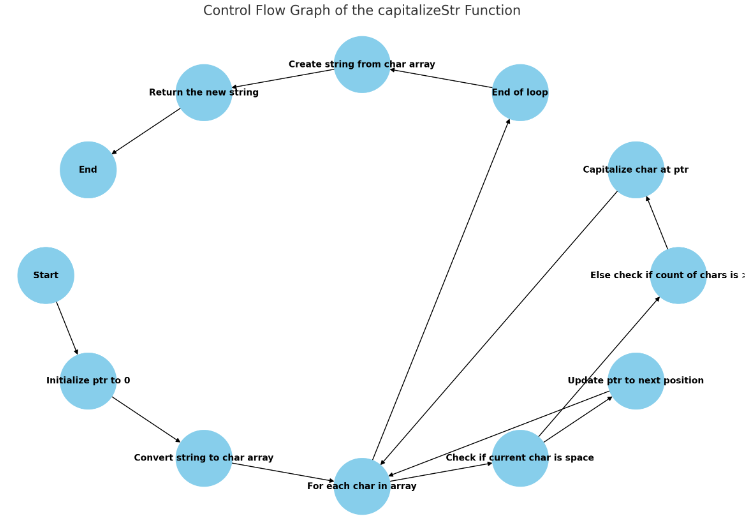 Control Flow Graph of the capitalizeStr Function
Create string from char array
Return the new string
End of loop
End
Capitalize char at ptr
Start
Else check if count of chars is >
Initialize ptr to 0
Update ptr to next position
Convert string to char array
Check if current char is space
For each char in array